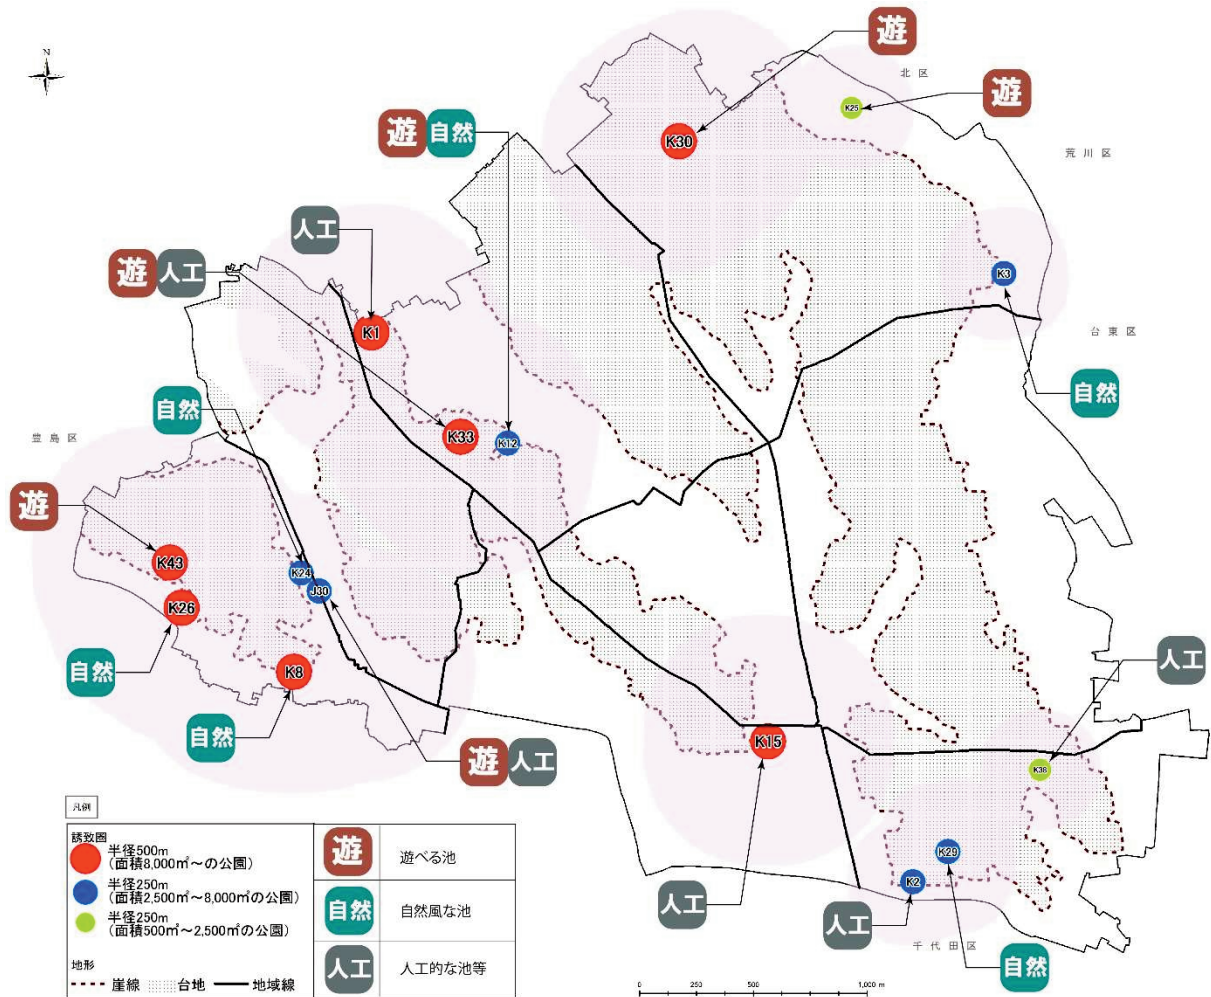 遊
N
北区
K25
遊
遊 自然
K30
荒川区
人工
遊 人工
K3
K1
台東区
自然
自然
豊島区
K33
K12
遊
K43
K24
J30
K26
人工
自然
K8
自然
K15
遊 人工
K38
凡例
誘致圏
半径500m
(面積8,000㎡~の公園)
半径250m
(面積2,500㎡~8,000㎡の公園)
半径250m
(面積500㎡~2,500㎡の公園)
地形
崖線 台地 地域線
遊 遊べる池
自然 自然風な池
人工 人工的な池等
K29
K2
人工
人工
千代田区
自然
0 250 500 1,000 m